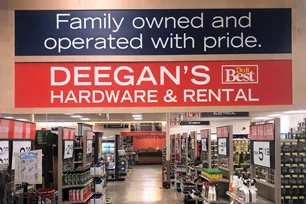 Family owned and
operated with pride.
DEEGAN'S
Do it
Best
HARDWARE & RENTAL